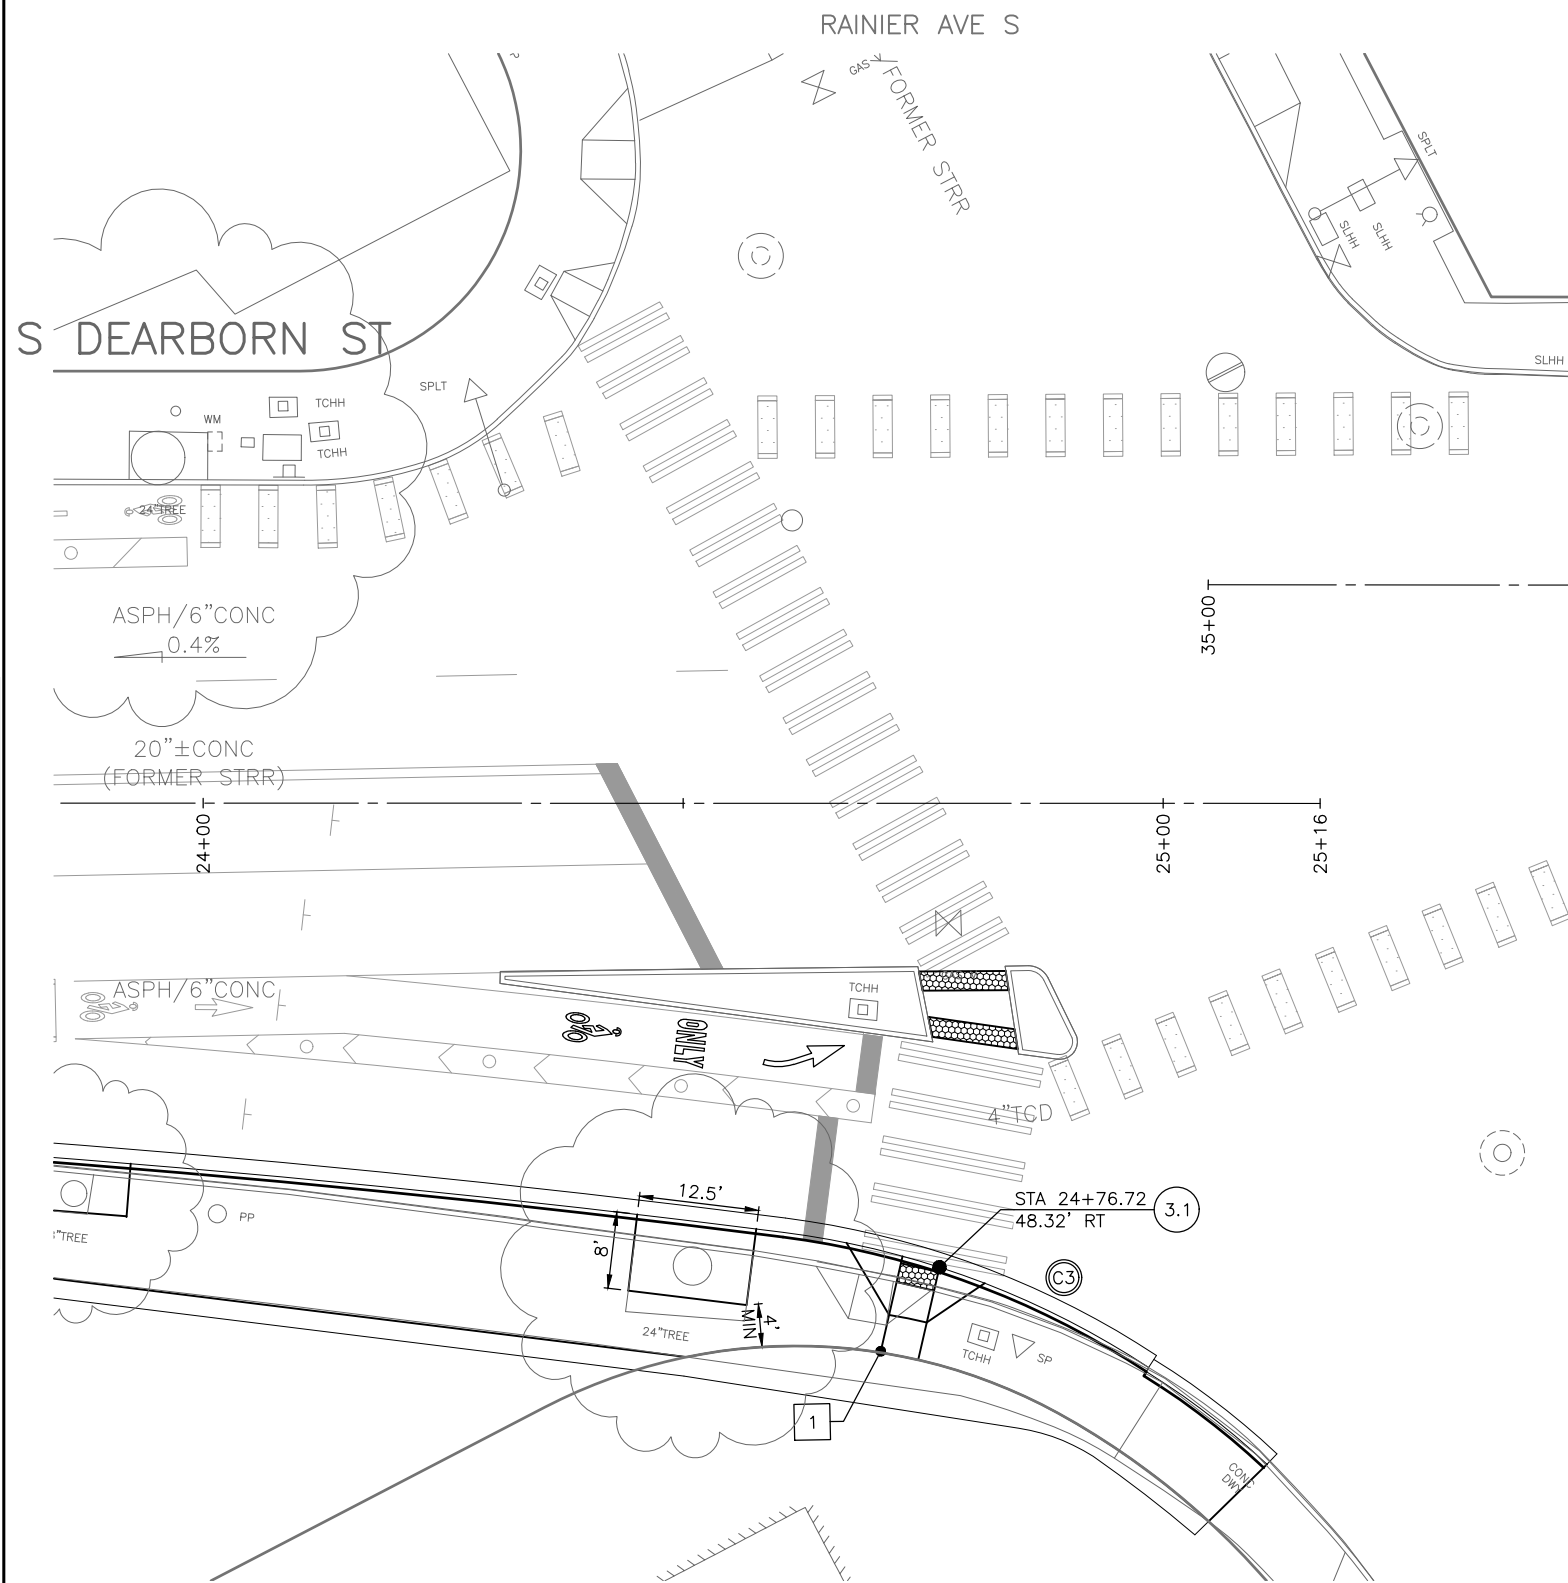 RAINIER AVE S
GAS V
FORMER STRR
SPLT
SLHH
SLHH
S DEARBORN ST
SLHH
SPLT
TCHH
WM
TCHH
24"TREE
ASPH/6"CONC
0.4%
35+00
20"±CONC
(FORMER STRR)
24+00
25+00
25+16
ASPH/6"CONC
TCHH
ONLY
4"TCD
12.5'
STA 24+76.72
48.32' RT
3.1
PP
"TREE
8'
C3
4'
MIN
24"TREE
TCHH
SP
1
CONC
DWY